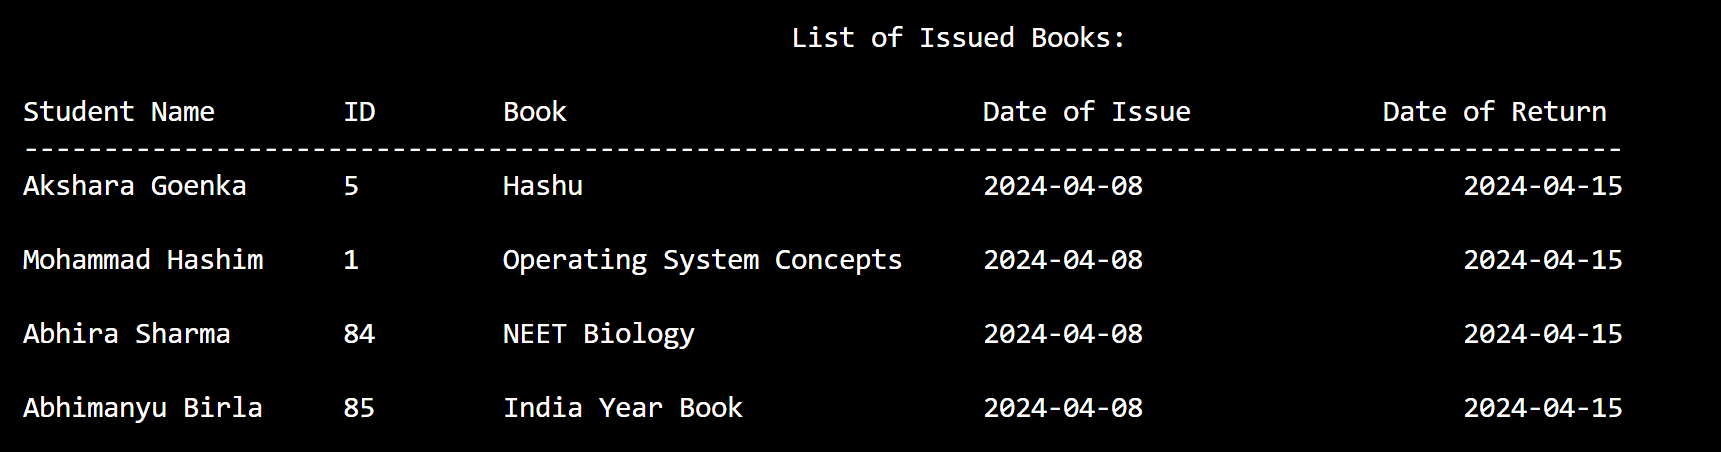 List of Issued Books:
Student Name ID Book Date of Issue Date of Return
----------------------------------------------------------------------------------------------------
Akshara Goenka 5 Hashu 2024-04-08 2024-04-15
Mohammad Hashim 1 Operating System Concepts 2024-04-08 2024-04-15
Abhira Sharma 84 NEET Biology 2024-04-08 2024-04-15
Abhimanyu Birla 85 India Year Book 2024-04-08 2024-04-15